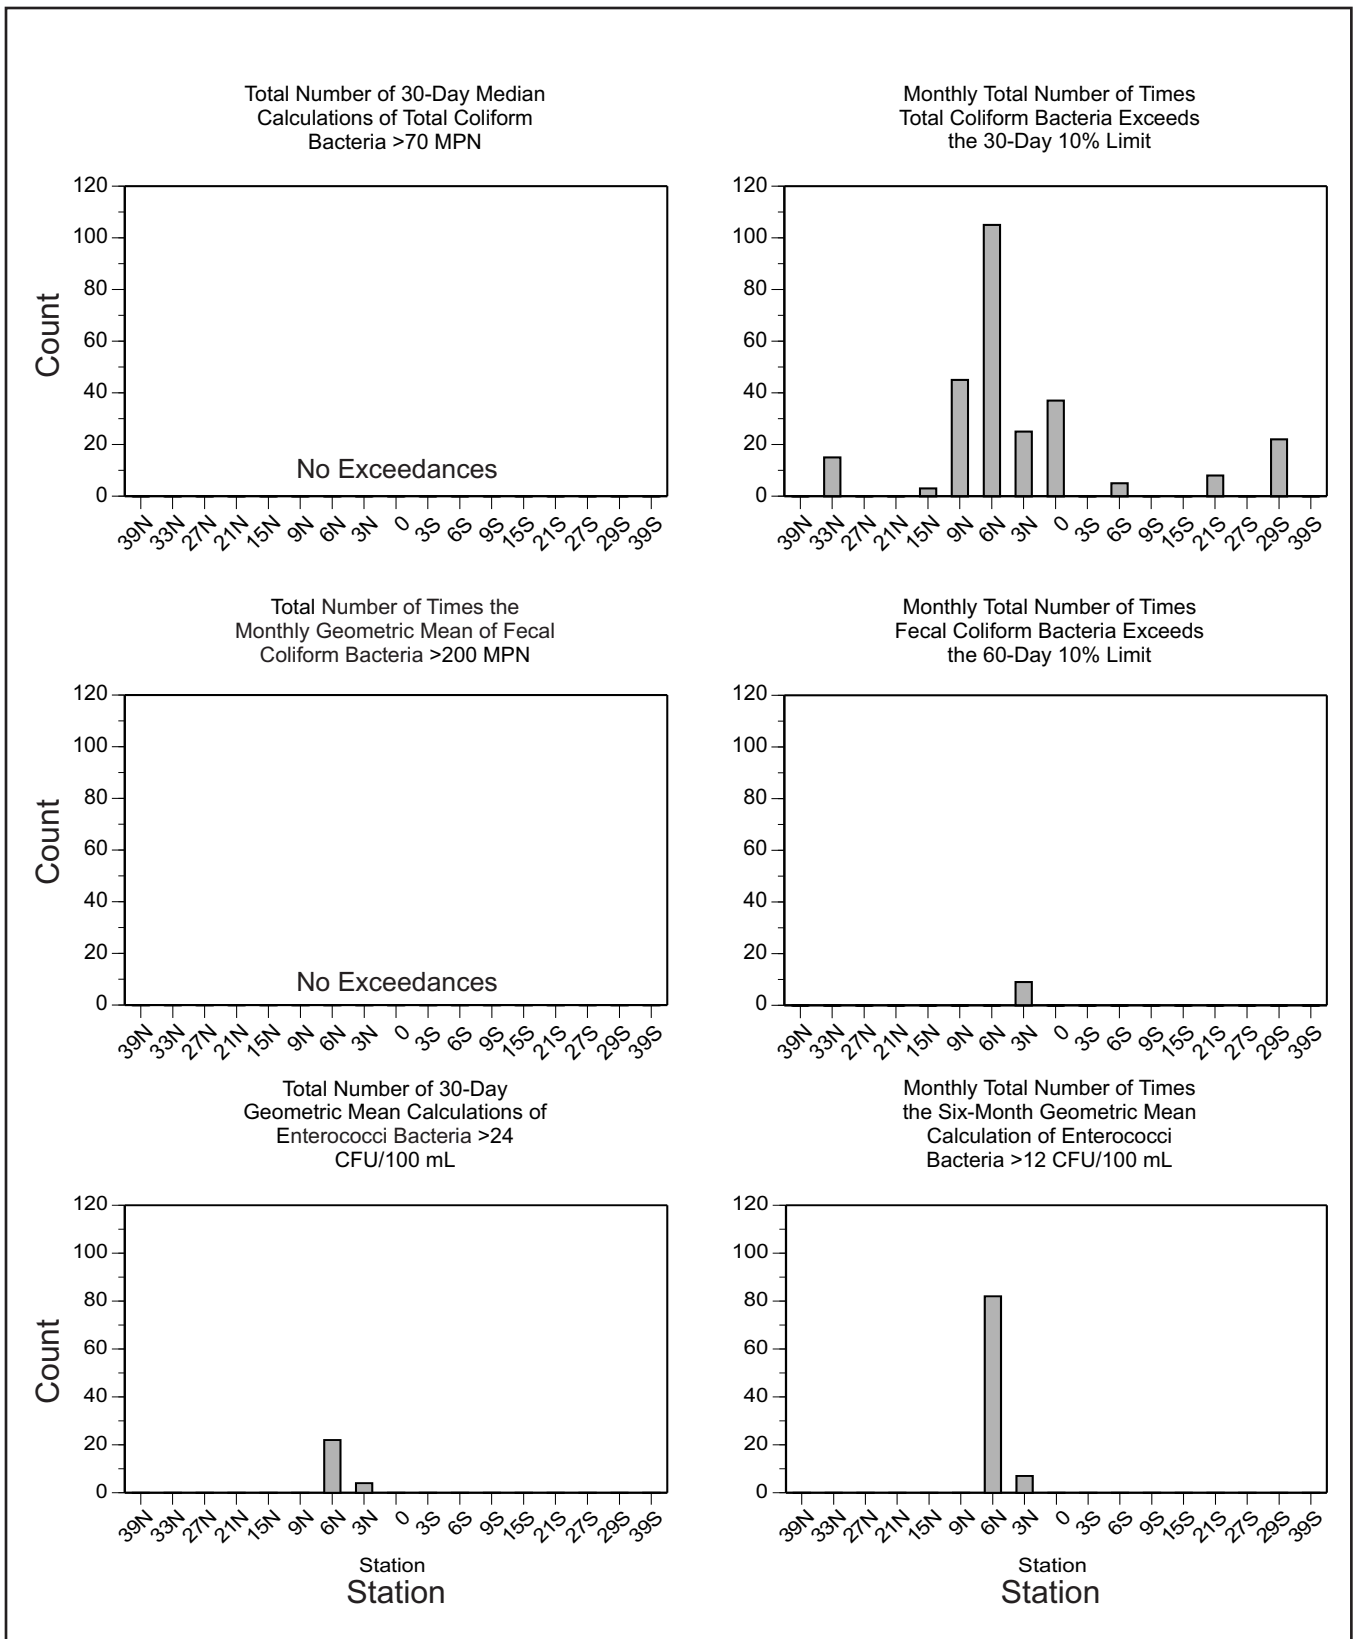 Total Number of 30-Day Median
Calculations of Total Coliform
Bacteria >70 MPN
120
100
80
60
40
20
0
Count
No Exceedances
39N 33N 27N 21N 15N 9N 6N 3N 0 3S 6S 9S 15S 21S 27S 29S 39S
Monthly Total Number of Times
Total Coliform Bacteria Exceeds
the 30-Day 10% Limit
120
100
80
60
40
20
0
39N 33N 27N 21N 15N 9N 6N 3N 0 3S 6S 9S 15S 21S 27S 29S 39S
Total Number of Times the
Monthly Geometric Mean of Fecal
Coliform Bacteria >200 MPN
120
100
80
60
40
20
0
Count
No Exceedances
39N 33N 27N 21N 15N 9N 6N 3N 0 3S 6S 9S 15S 21S 27S 29S 39S
Monthly Total Number of Times
Fecal Coliform Bacteria Exceeds
the 60-Day 10% Limit
120
100
80
60
40
20
0
39N 33N 27N 21N 15N 9N 6N 3N 0 3S 6S 9S 15S 21S 27S 29S 39S
Total Number of 30-Day
Geometric Mean Calculations of
Enterococci Bacteria >24
CFU/100 mL
120
100
80
60
40
20
0
Count
39N 33N 27N 21N 15N 9N 6N 3N 0 3S 6S 9S 15S 21S 27S 29S 39S
Station
Station
Monthly Total Number of Times
the Six-Month Geometric Mean
Calculation of Enterococci
Bacteria >12 CFU/100 mL
120
100
80
60
40
20
0
39N 33N 27N 21N 15N 9N 6N 3N 0 3S 6S 9S 15S 21S 27S 29S 39S
Station
Station